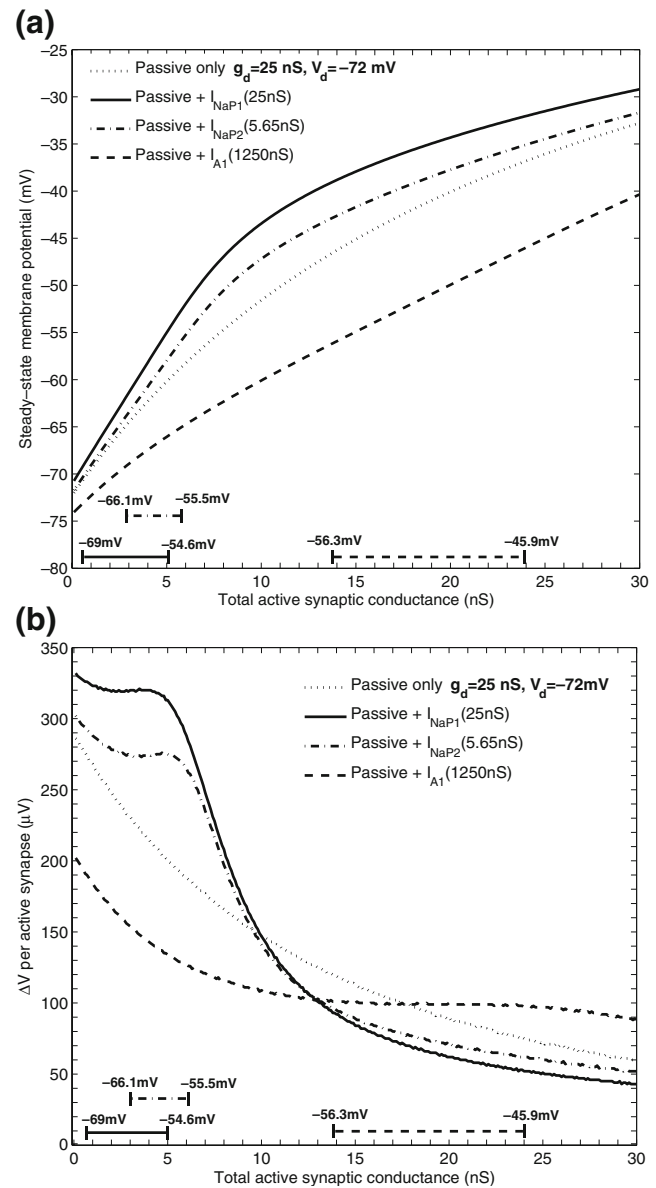 (a)
−25
−30
−35
−40
−45
−50
−55
−60
−65
−70
−75
−80
Steady−state membrane potential (mV)
Passive only g_d=25 nS, V_d=−72 mV
Passive + I_NaP1(25nS)
Passive + I_NaP2(5.65nS)
Passive + I_A1(1250nS)
−66.1mV −55.5mV
−69mV −54.6mV −56.3mV −45.9mV
0 5 10 15 20 25 30
Total active synaptic conductance (nS)
(b)
350
300
250
200
150
100
50
0
ΔV per active synapse (μV)
Passive only g_d=25 nS, V_d=−72mV
Passive + I_NaP1(25nS)
Passive + I_NaP2(5.65nS)
Passive + I_A1(1250nS)
−66.1mV −55.5mV
−69mV −54.6mV −56.3mV −45.9mV
0 5 10 15 20 25 30
Total active synaptic conductance (nS)